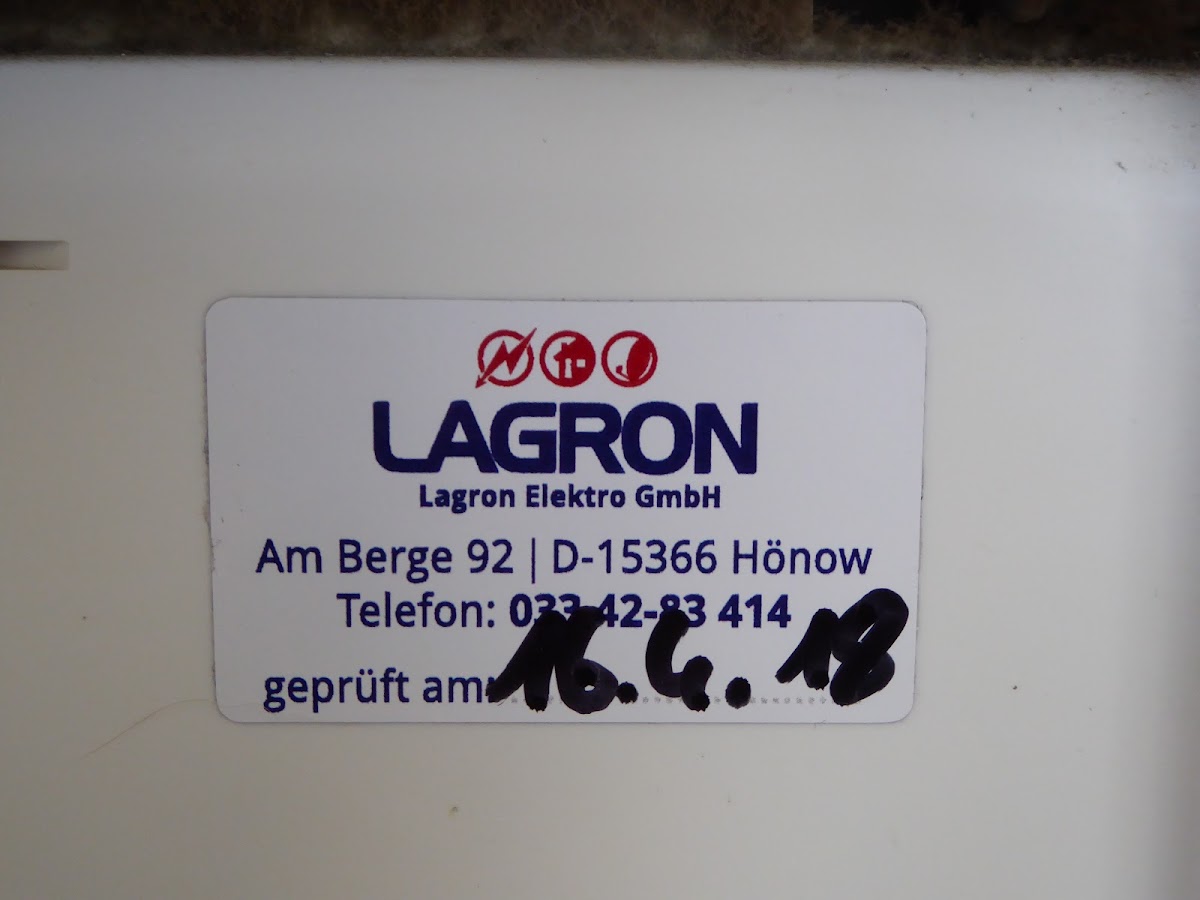 LAGRON
Lagron Elektro GmbH
Am Berge 92 | D-15366 Hönow
Telefon: 033-42-83 414
geprüft am: 16.4.18